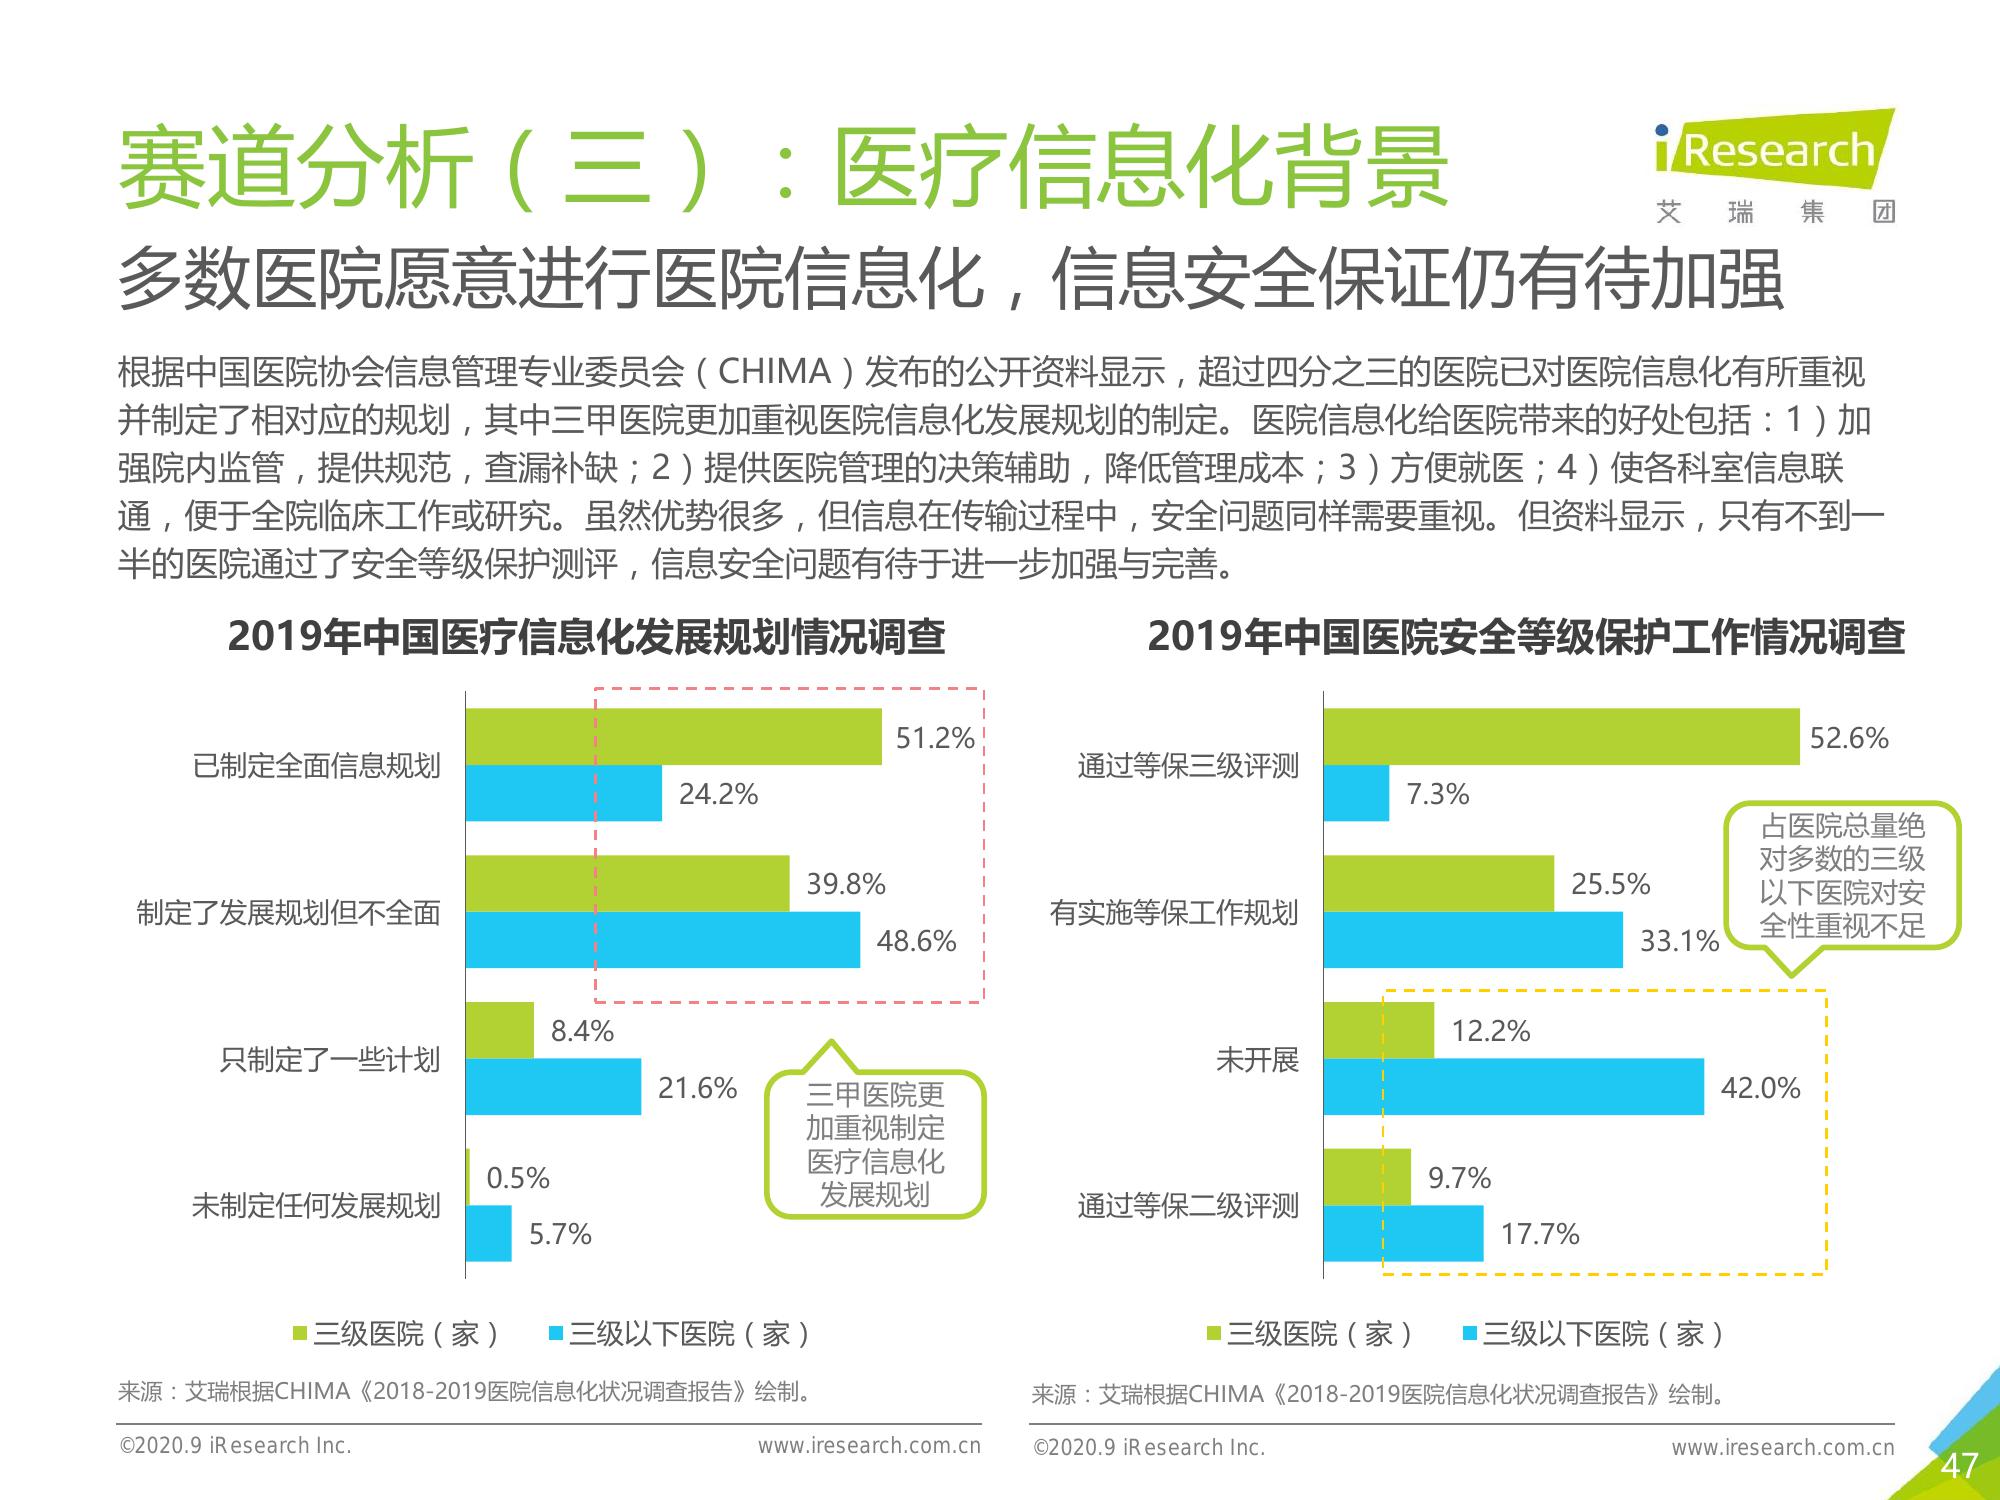 赛道分析（三）：医疗信息化背景
iResearch
艾瑞集团
多数医院愿意进行医院信息化，信息安全保证仍有待加强
根据中国医院协会信息管理专业委员会（CHIMA）发布的公开资料显示，超过四分之三的医院已对医院信息化有所重视
并制定了相对应的规划，其中三甲医院更加重视医院信息化发展规划的制定。医院信息化给医院带来的好处包括：1）加
强院内监管，提供规范，查漏补缺；2）提供医院管理的决策辅助，降低管理成本；3）方便就医；4）使各科室信息联
通，便于全院临床工作或研究。虽然优势很多，但信息在传输过程中，安全问题同样需要重视。但资料显示，只有不到一
半的医院通过了安全等级保护测评，信息安全问题有待于进一步加强与完善。
2019年中国医疗信息化发展规划情况调查
已制定全面信息规划
51.2%
24.2%
制定了发展规划但不全面
39.8%
48.6%
只制定了一些计划
8.4%
21.6%
未制定任何发展规划
0.5%
5.7%
三甲医院更
加重视制定
医疗信息化
发展规划
三级医院（家） 三级以下医院（家）
来源：艾瑞根据CHIMA《2018-2019医院信息化状况调查报告》绘制。
©2020.9 iResearch Inc. www.iresearch.com.cn
2019年中国医院安全等级保护工作情况调查
通过等保三级评测
52.6%
7.3%
有实施等保工作规划
25.5%
33.1%
未开展
12.2%
42.0%
通过等保二级评测
9.7%
17.7%
占医院总量绝
对多数的三级
以下医院对安
全性重视不足
三级医院（家） 三级以下医院（家）
来源：艾瑞根据CHIMA《2018-2019医院信息化状况调查报告》绘制。
©2020.9 iResearch Inc. www.iresearch.com.cn
47